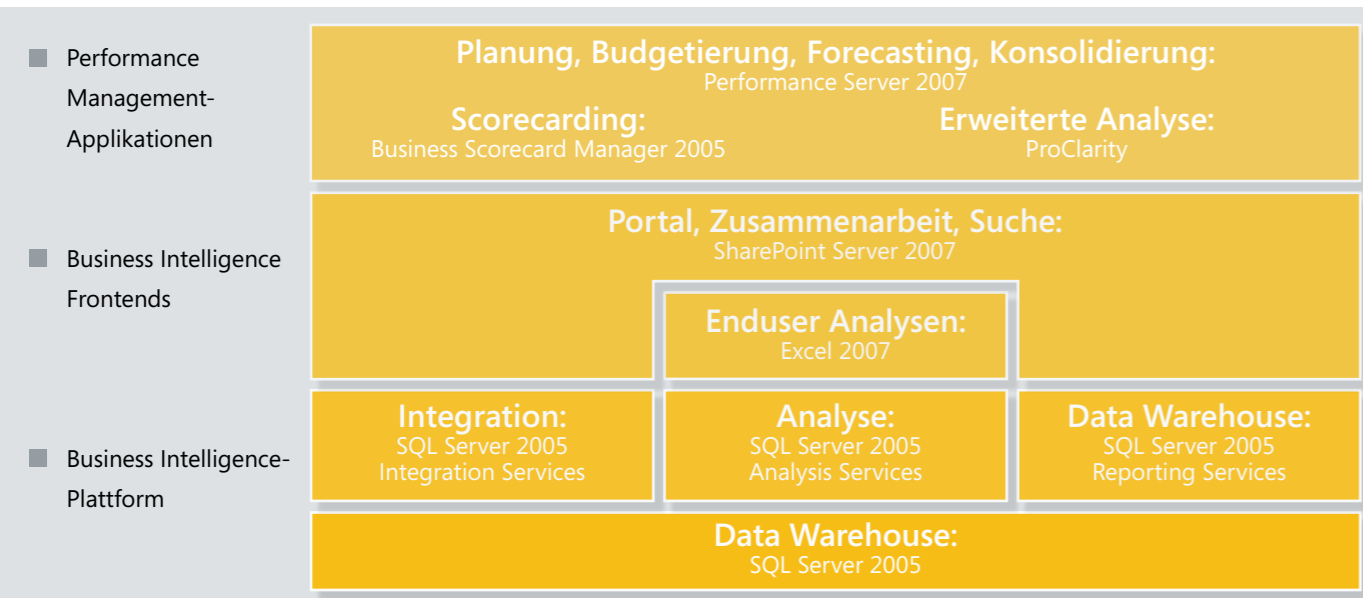 Performance
Management-
Applikationen
Planung, Budgetierung, Forecasting, Konsolidierung:
Performance Server 2007
Scorecarding:
Business Scorecard Manager 2005
Erweiterte Analyse:
ProClarity
Business Intelligence
Frontends
Portal, Zusammenarbeit, Suche:
SharePoint Server 2007
Enduser Analysen:
Excel 2007
Business Intelligence-
Plattform
Integration:
SQL Server 2005
Integration Services
Analyse:
SQL Server 2005
Analysis Services
Data Warehouse:
SQL Server 2005
Reporting Services
Data Warehouse:
SQL Server 2005